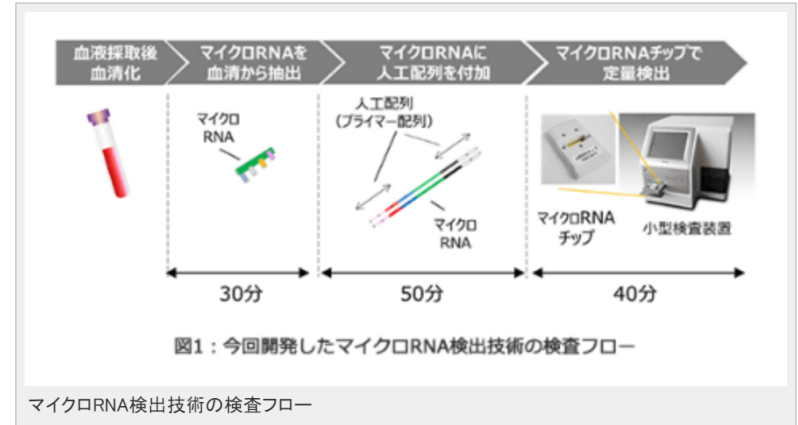 血液採取後
血清化
マイクロRNAを
血清から抽出
マイクロRNAに
人工配列を付加
マイクロRNAチップで
定量検出
マイクロ
RNA
人工配列
(プライマー配列)
マイクロ
RNA
マイクロRNA
チップ
小型検査装置
30分
50分
40分
図1：今回開発したマイクロRNA検出技術の検査フロー
マイクロRNA検出技術の検査フロー